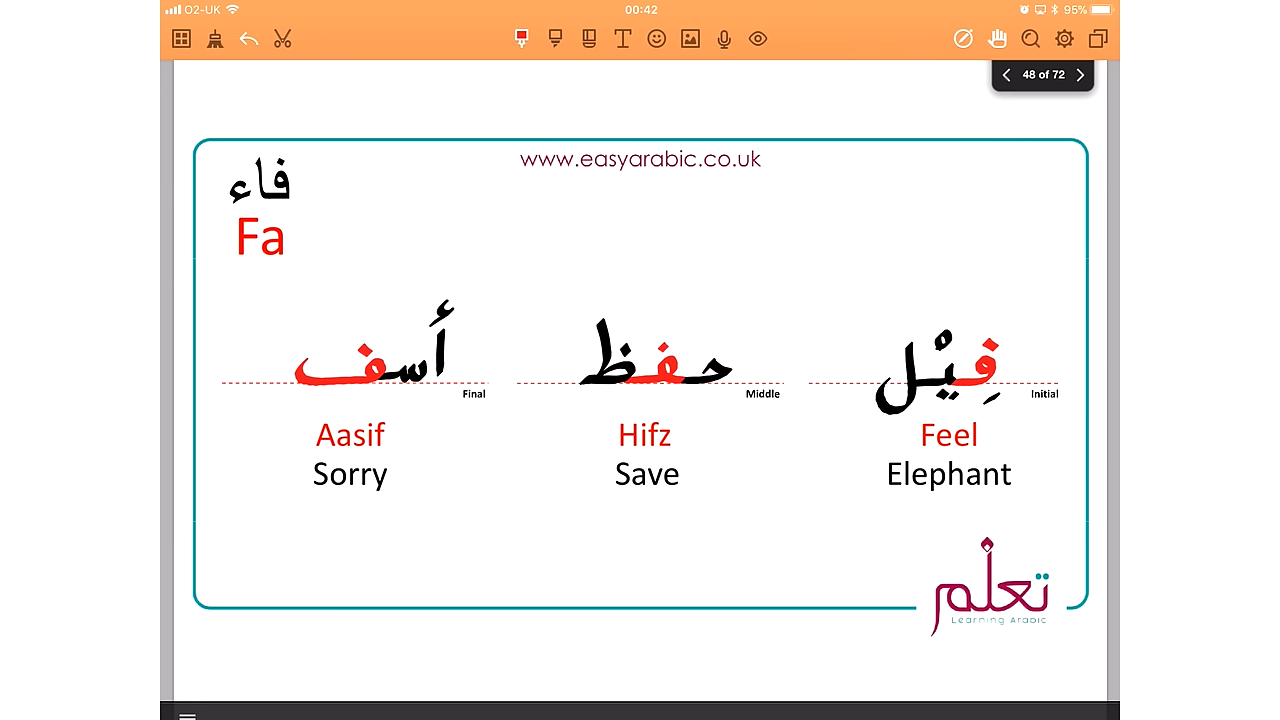 O2-UK 00:42 95%
48 of 72
www.easyarabic.co.uk
فاء
Fa
أسف حفظ فِيْل
Final Middle Initial
Aasif Hifz Feel
Sorry Save Elephant
تعلم
Learning Arabic